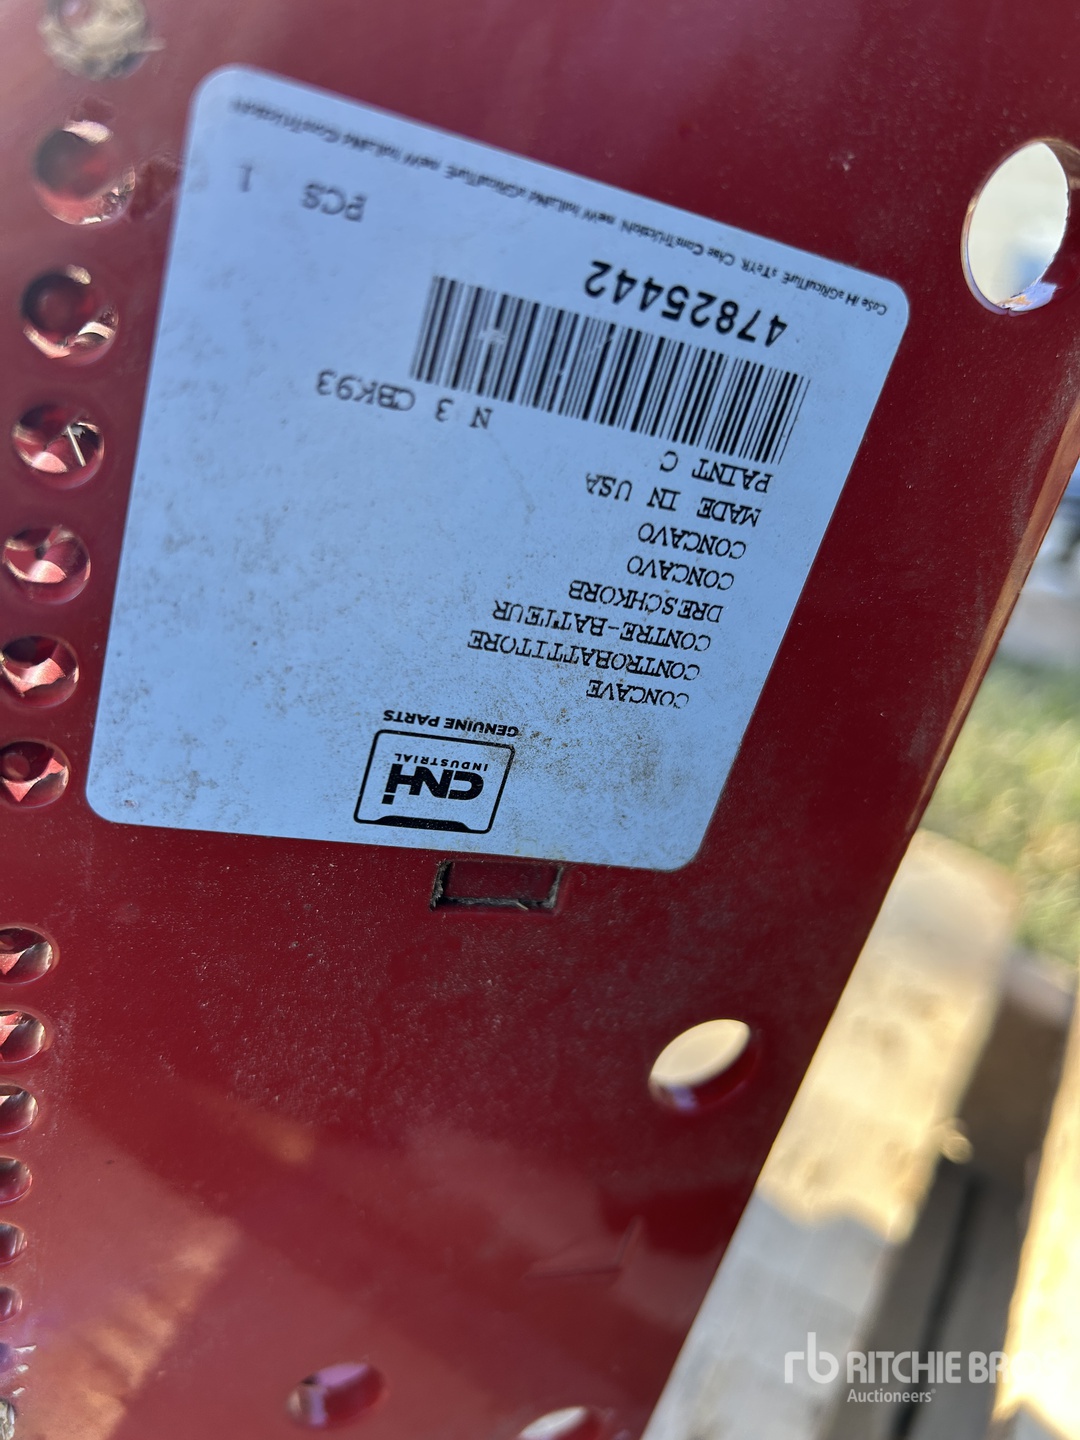 CNH
INDUSTRIAL
GENUINE PARTS
CONCAVE
CONTROBATTITORE
CONTRE-BATTEUR
DRESCHKORB
CONCAVO
CONCAVO
MADE IN USA
PAINT C
N 3 CBK93
47825442
PCS 1
Case IH aGRiculTurE sTeYR Case ConsTRUctioN neW HolLaNd aGRiculTurE neW HolLaNd ConsTRUctioN
rb RITCHIE BROS
Auctioneers